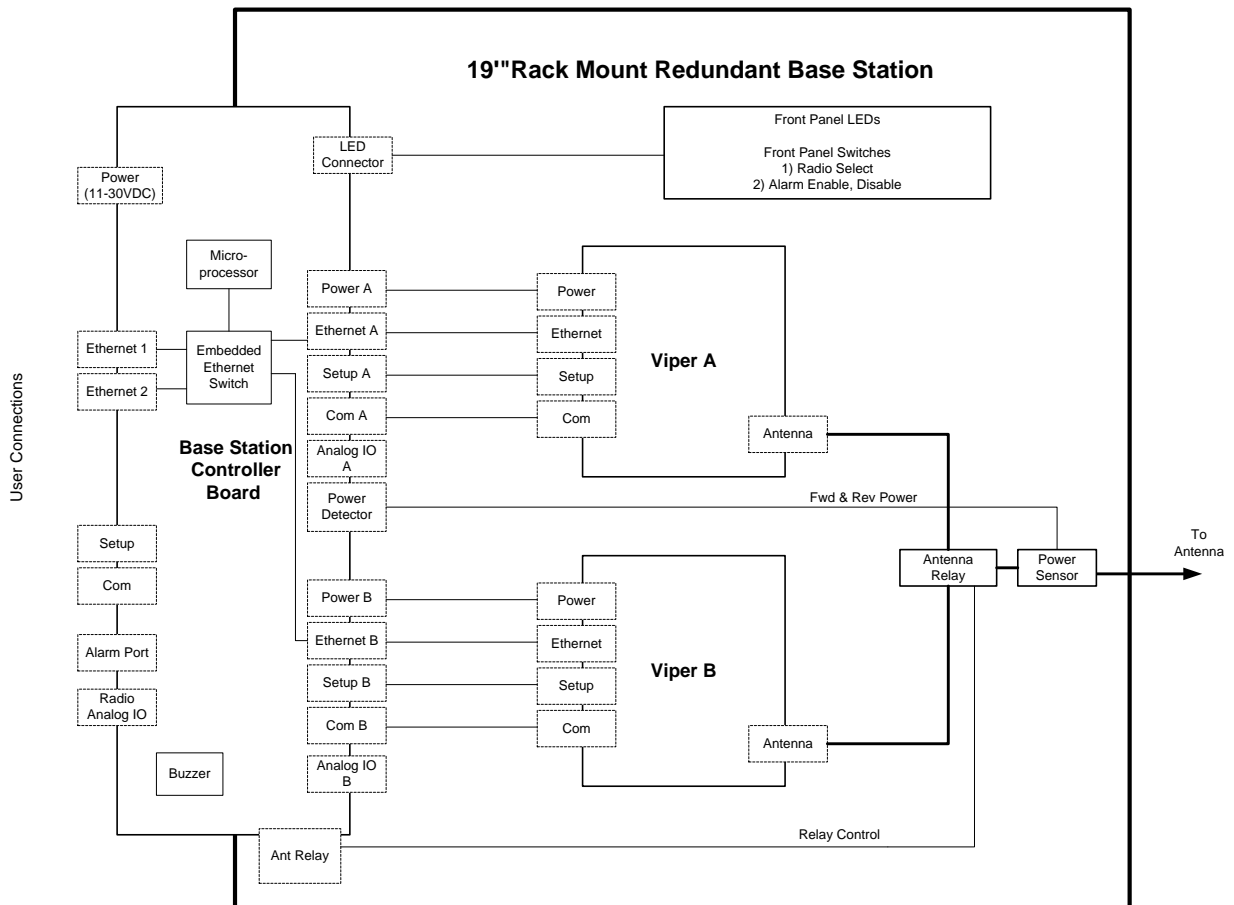 19'"Rack Mount Redundant Base Station
Front Panel LEDs
Front Panel Switches
1) Radio Select
2) Alarm Enable, Disable
LED
Connector
Power
(11-30VDC)
Micro-
processor
Ethernet 1
Ethernet 2
Embedded
Ethernet
Switch
Base Station
Controller
Board
User Connections
Setup
Com
Alarm Port
Radio
Analog IO
Buzzer
Power A
Ethernet A
Setup A
Com A
Analog IO
A
Power
Detector
Power B
Ethernet B
Setup B
Com B
Analog IO
B
Ant Relay
Power
Ethernet
Setup
Com
Viper A
Antenna
Fwd & Rev Power
Power
Ethernet
Setup
Com
Viper B
Antenna
Antenna
Relay
Power
Sensor
To
Antenna
Relay Control